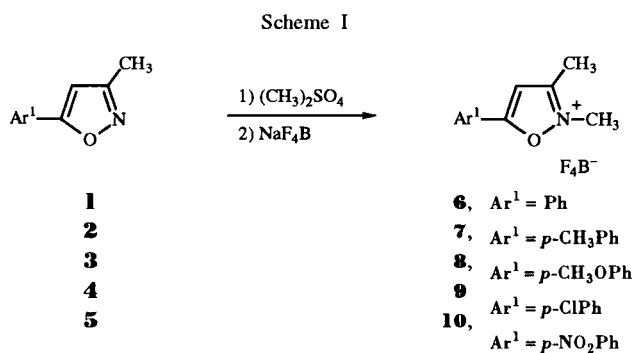 Scheme I
CH₃
Ar¹
O
N
1) (CH₃)₂SO₄
2) NaF₄B
CH₃
Ar¹
O
N⁺
CH₃
F₄B⁻
1
2
3
4
5
6, Ar¹ = Ph
7, Ar¹ = p-CH₃Ph
8, Ar¹ = p-CH₃OPh
9 Ar¹ = p-ClPh
10, Ar¹ = p-NO₂Ph